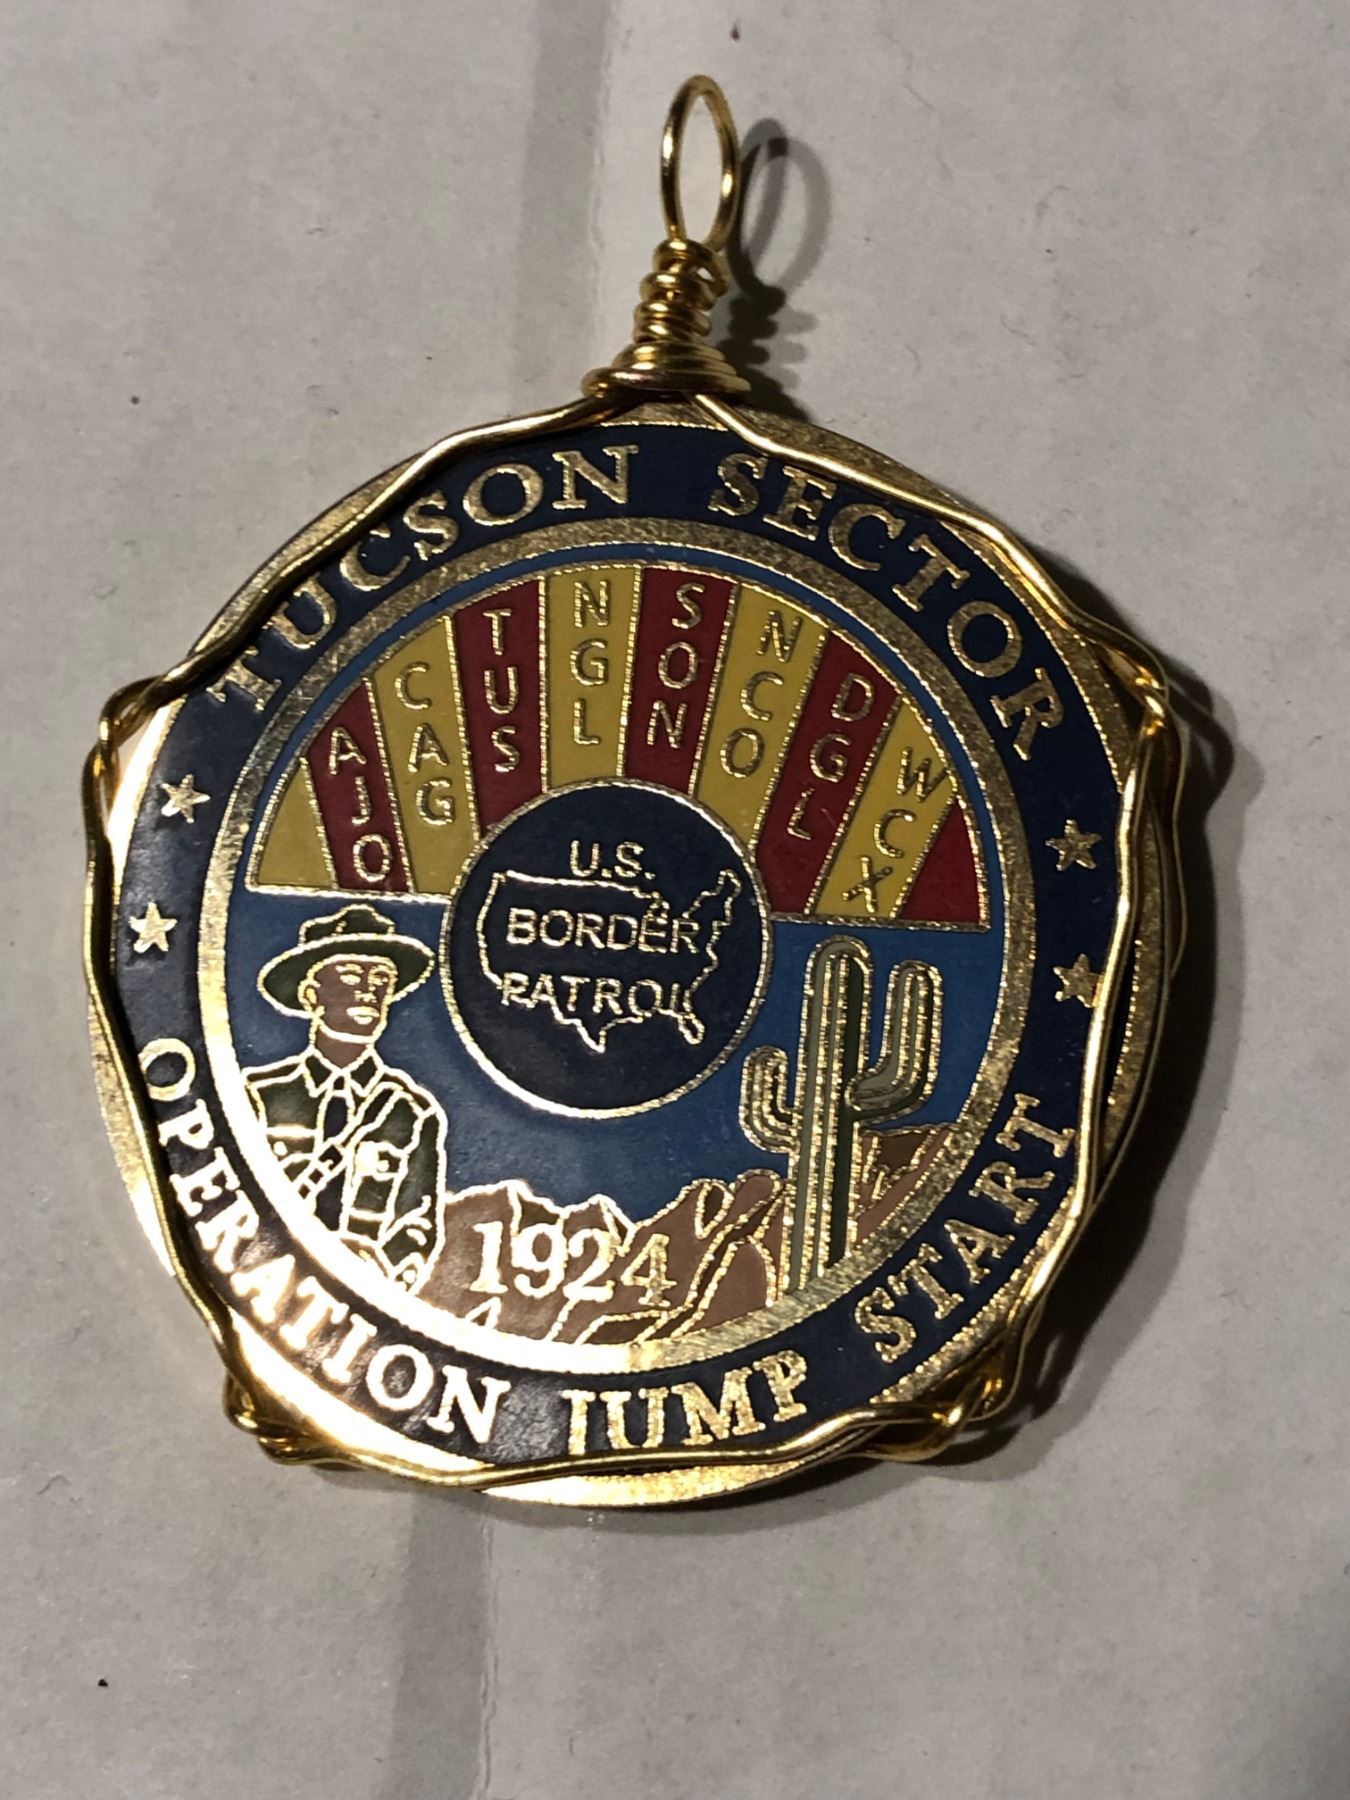 TUCSON SECTOR
AJO
CAG
TUS
NGL
SON
NCO
DGL
WCX
U.S.
BORDER
PATROL
1924
OPERATION JUMP START